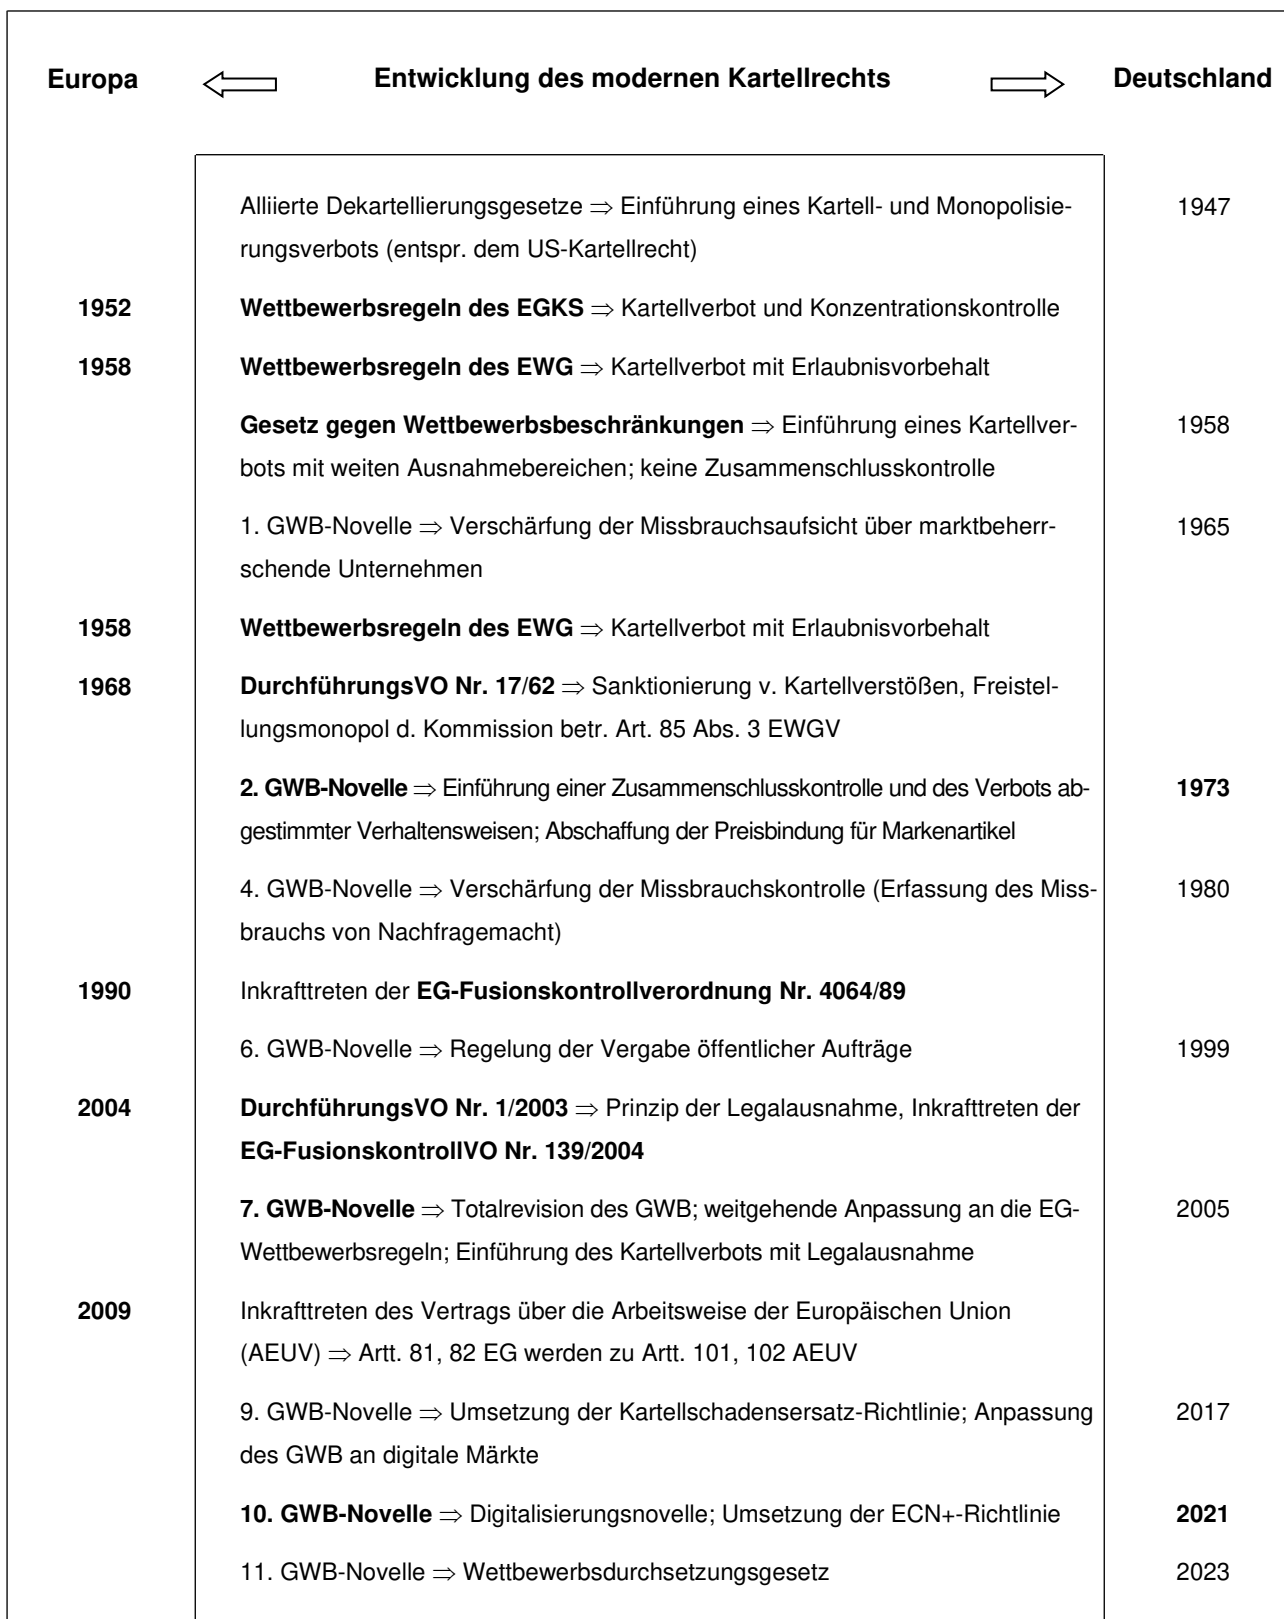 Europa Entwicklung des modernen Kartellrechts Deutschland
Alliierte Dekartellierungsgesetze ⇒ Einführung eines Kartell- und Monopolisie- 1947
rungsverbots (entspr. dem US-Kartellrecht)
1952 Wettbewerbsregeln des EGKS ⇒ Kartellverbot und Konzentrationskontrolle
1958 Wettbewerbsregeln des EWG ⇒ Kartellverbot mit Erlaubnisvorbehalt
Gesetz gegen Wettbewerbsbeschränkungen ⇒ Einführung eines Kartellver- 1958
bots mit weiten Ausnahmebereichen; keine Zusammenschlusskontrolle
1. GWB-Novelle ⇒ Verschärfung der Missbrauchsaufsicht über marktbeherr- 1965
schende Unternehmen
1958 Wettbewerbsregeln des EWG ⇒ Kartellverbot mit Erlaubnisvorbehalt
1968 DurchführungsVO Nr. 17/62 ⇒ Sanktionierung v. Kartellverstößen, Freistel-
lungsmonopol d. Kommission betr. Art. 85 Abs. 3 EWGV
2. GWB-Novelle ⇒ Einführung einer Zusammenschlusskontrolle und des Verbots ab- 1973
gestimmter Verhaltensweisen; Abschaffung der Preisbindung für Markenartikel
4. GWB-Novelle ⇒ Verschärfung der Missbrauchskontrolle (Erfassung des Miss- 1980
brauchs von Nachfragemacht)
1990 Inkrafttreten der EG-Fusionskontrollverordnung Nr. 4064/89
6. GWB-Novelle ⇒ Regelung der Vergabe öffentlicher Aufträge 1999
2004 DurchführungsVO Nr. 1/2003 ⇒ Prinzip der Legalausnahme, Inkrafttreten der
EG-FusionskontrollVO Nr. 139/2004
7. GWB-Novelle ⇒ Totalrevision des GWB; weitgehende Anpassung an die EG- 2005
Wettbewerbsregeln; Einführung des Kartellverbots mit Legalausnahme
2009 Inkrafttreten des Vertrags über die Arbeitsweise der Europäischen Union
(AEUV) ⇒ Artt. 81, 82 EG werden zu Artt. 101, 102 AEUV
9. GWB-Novelle ⇒ Umsetzung der Kartellschadensersatz-Richtlinie; Anpassung 2017
des GWB an digitale Märkte
10. GWB-Novelle ⇒ Digitalisierungsnovelle; Umsetzung der ECN+-Richtlinie 2021
11. GWB-Novelle ⇒ Wettbewerbsdurchsetzungsgesetz 2023